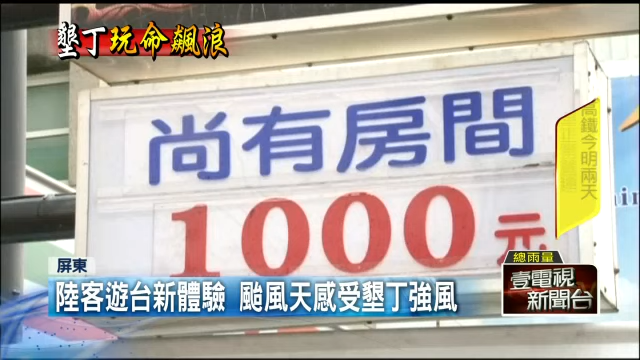 墾丁玩命飆浪
尚有房間
1000元
高鐵今明兩天
屏東
陸客遊台新體驗 颱風天感受墾丁強風
總雨量
壹電視
新聞台